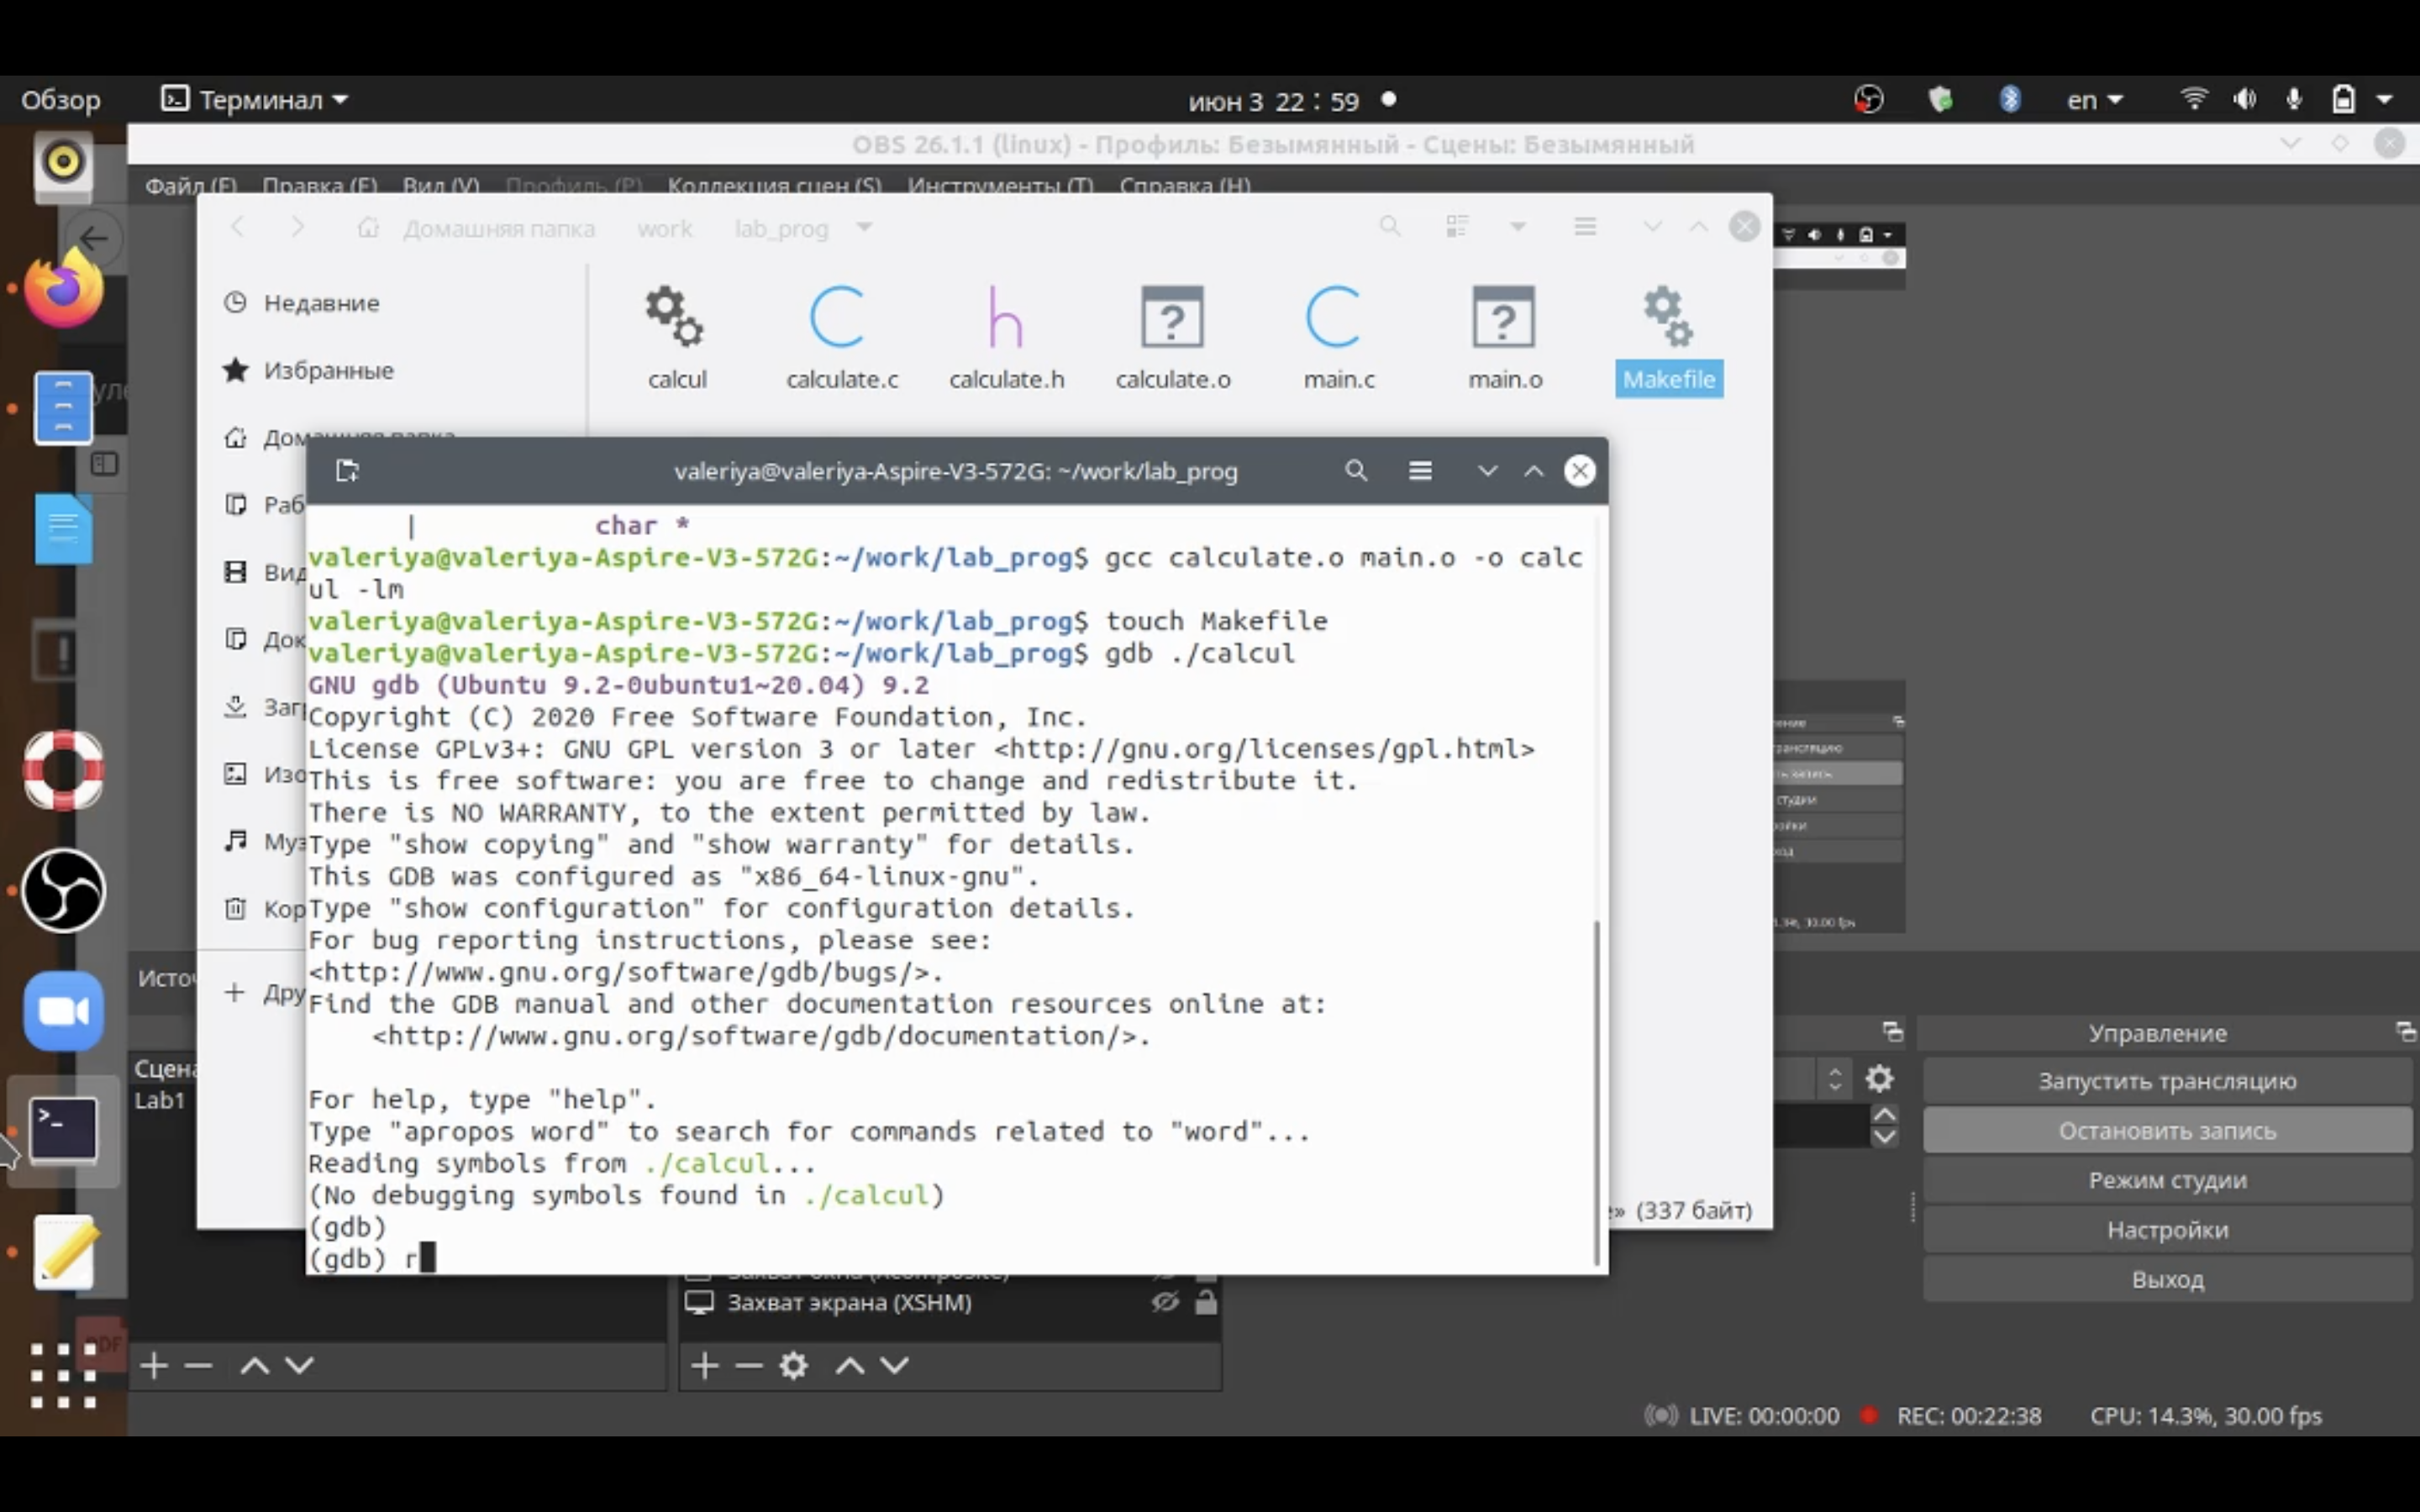 Обзор
Терминал
июн 3 22 : 59
en
OBS 26.1.1 (linux) - Профиль: Безымянный - Сцены: Безымянный
Файл (F) Правка (E) Вид (V) Профиль (P) Коллекция сцен (S) Инструменты (T) Справка (H)
Домашняя папка work lab_prog
Недавние
Избранные
calcul calculate.c calculate.h calculate.o main.c main.o Makefile
Домашняя папка
valeriya@valeriya-Aspire-V3-572G: ~/work/lab_prog
| char *
valeriya@valeriya-Aspire-V3-572G:~/work/lab_prog$ gcc calculate.o main.o -o calc
ul -lm
valeriya@valeriya-Aspire-V3-572G:~/work/lab_prog$ touch Makefile
valeriya@valeriya-Aspire-V3-572G:~/work/lab_prog$ gdb ./calcul
GNU gdb (Ubuntu 9.2-0ubuntu1~20.04) 9.2
Copyright (C) 2020 Free Software Foundation, Inc.
License GPLv3+: GNU GPL version 3 or later <http://gnu.org/licenses/gpl.html>
This is free software: you are free to change and redistribute it.
There is NO WARRANTY, to the extent permitted by law.
Type "show copying" and "show warranty" for details.
This GDB was configured as "x86_64-linux-gnu".
Type "show configuration" for configuration details.
For bug reporting instructions, please see:
<http://www.gnu.org/software/gdb/bugs/>.
Find the GDB manual and other documentation resources online at:
<http://www.gnu.org/software/gdb/documentation/>.
For help, type "help".
Type "apropos word" to search for commands related to "word"...
Reading symbols from ./calcul...
(No debugging symbols found in ./calcul)
(gdb)
(gdb) r
Раб
Вид
Док
Заг
Изо
Муз
Кор
Дру
(337 байт)
Источ
Сцена
Lab1
Захват экрана (XSHM)
Управление
Запустить трансляцию
Остановить запись
Режим студии
Настройки
Выход
LIVE: 00:00:00 REC: 00:22:38 CPU: 14.3%, 30.00 fps